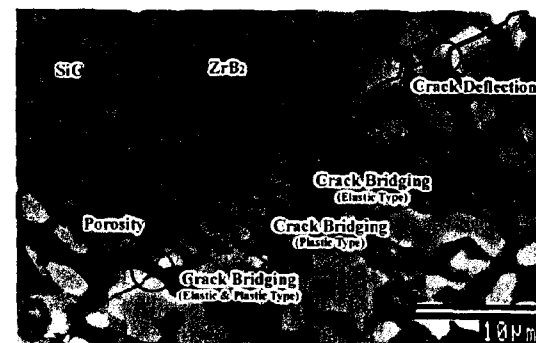 SiC
ZrB2
Crack Deflection
Crack Bridging
(Elastic Type)
Porosity
Crack Bridging
(Plastic Type)
Crack Bridging
(Elastic & Plastic Type)
10μm